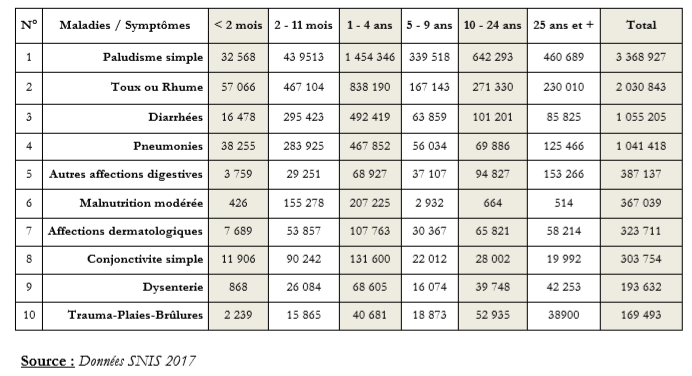 N° Maladies / Symptômes < 2 mois 2 - 11 mois 1 - 4 ans 5 - 9 ans 10 - 24 ans 25 ans et + Total
1 Paludisme simple 32 568 43 9513 1 454 346 339 518 642 293 460 689 3 368 927
2 Toux ou Rhume 57 066 467 104 838 190 167 143 271 330 230 010 2 030 843
3 Diarrhées 16 478 295 423 492 419 63 859 101 201 85 825 1 055 205
4 Pneumonies 38 255 283 925 467 852 56 034 69 886 125 466 1 041 418
5 Autres affections digestives 3 759 29 251 68 927 37 107 94 827 153 266 387 137
6 Malnutrition modérée 426 155 278 207 225 2 932 664 514 367 039
7 Affections dermatologiques 7 689 53 857 107 763 30 367 65 821 58 214 323 711
8 Conjonctivite simple 11 906 90 242 131 600 22 012 28 002 19 992 303 754
9 Dysenterie 868 26 084 68 605 16 074 39 748 42 253 193 632
10 Trauma-Plaies-Brûlures 2 239 15 865 40 681 18 873 52 935 38900 169 493
Source : Données SNIS 2017